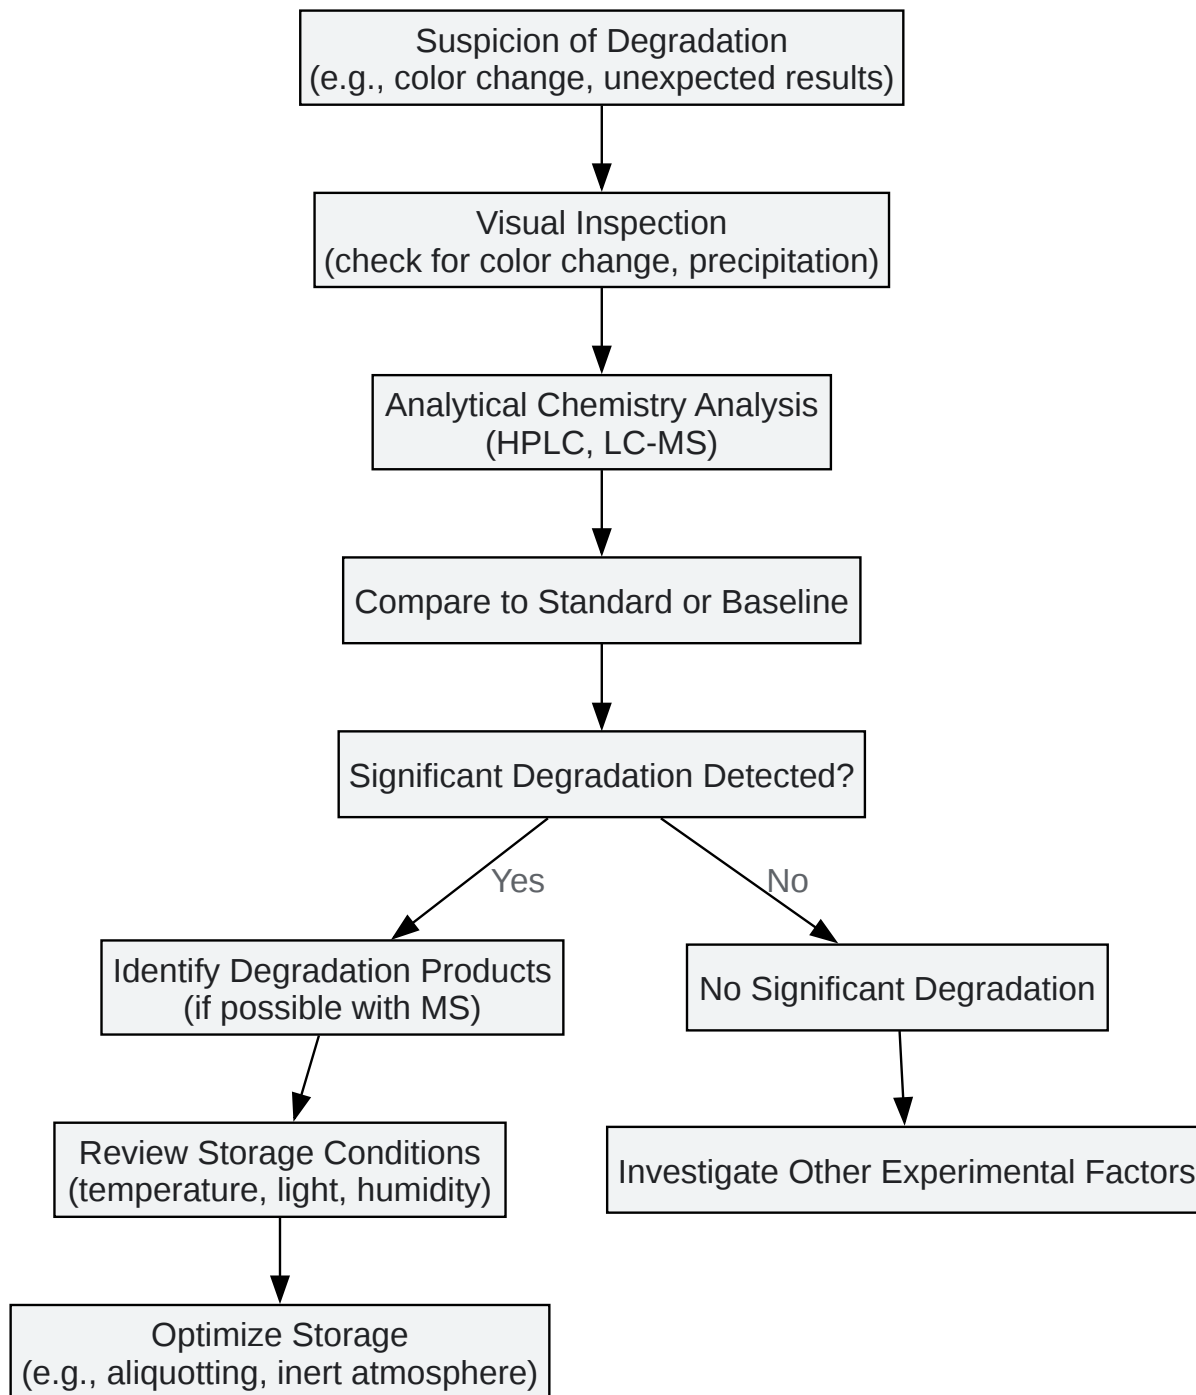 Suspicion of Degradation
(e.g., color change, unexpected results)
Visual Inspection
(check for color change, precipitation)
Analytical Chemistry Analysis
(HPLC, LC-MS)
Compare to Standard or Baseline
Significant Degradation Detected?
Yes
No
Identify Degradation Products
(if possible with MS)
No Significant Degradation
Review Storage Conditions
(temperature, light, humidity)
Investigate Other Experimental Factors
Optimize Storage
(e.g., aliquotting, inert atmosphere)